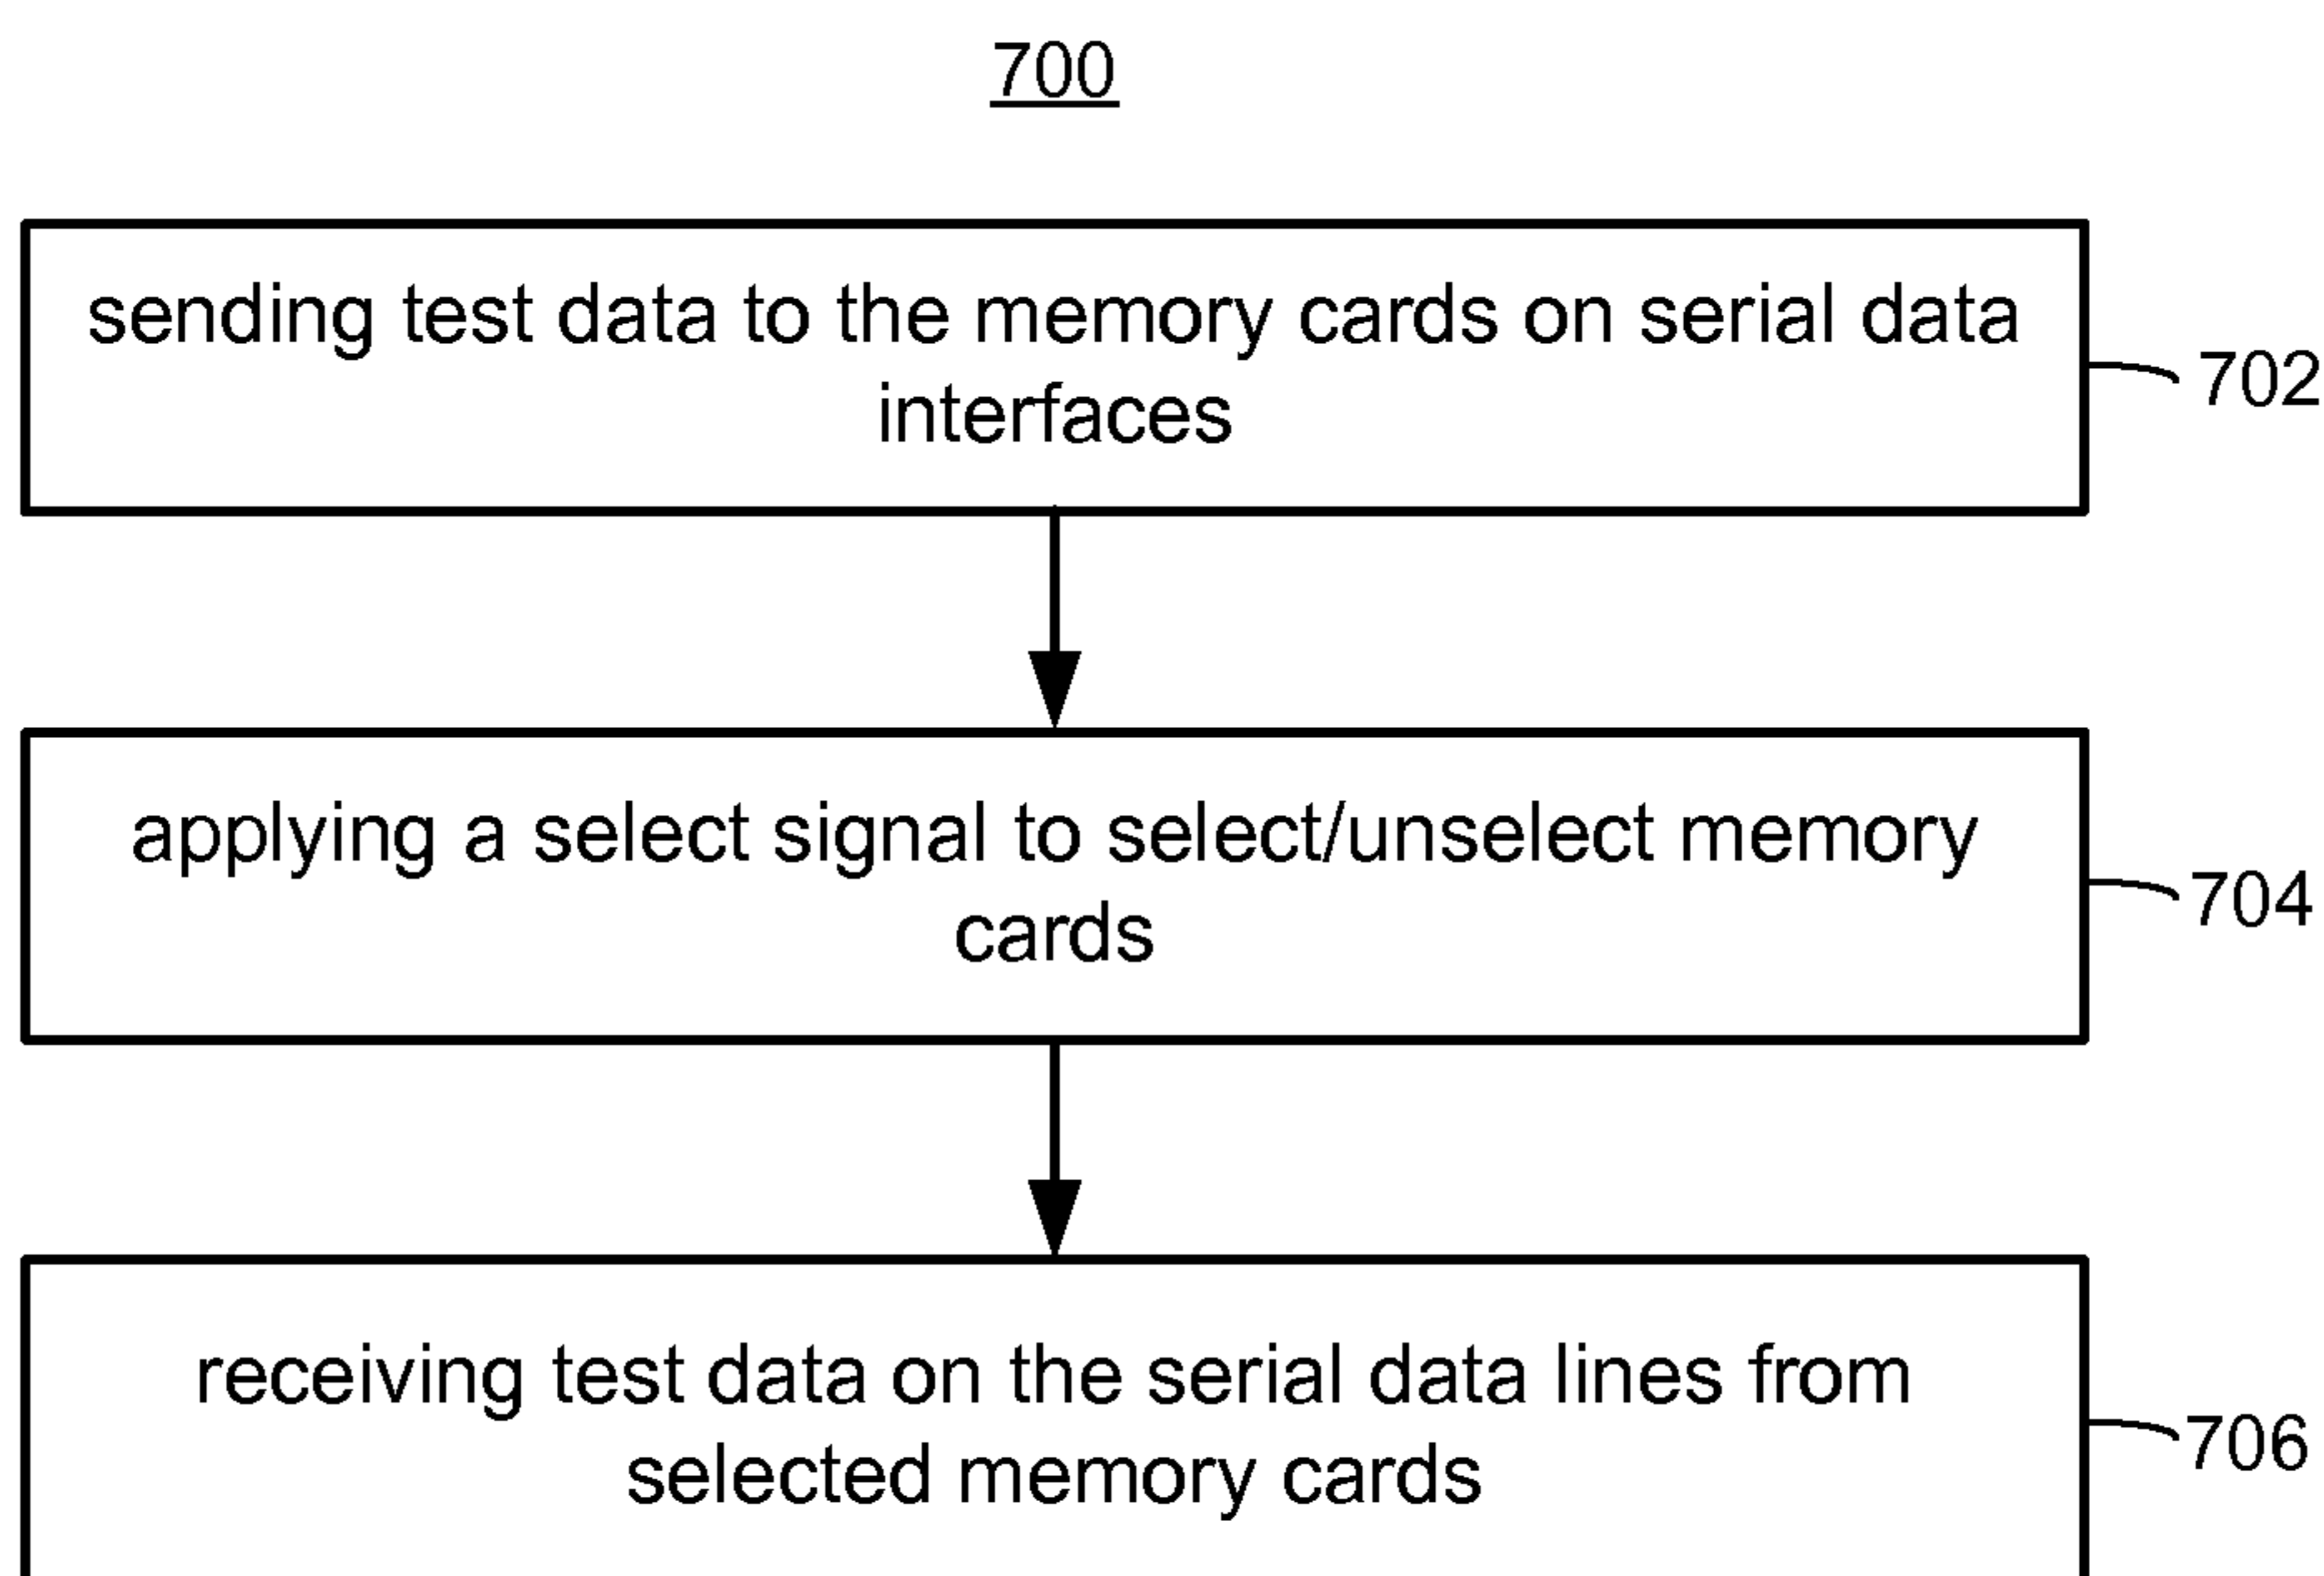 700
sending test data to the memory cards on serial data
interfaces
702
applying a select signal to select/unselect memory
cards
704
receiving test data on the serial data lines from
selected memory cards
706